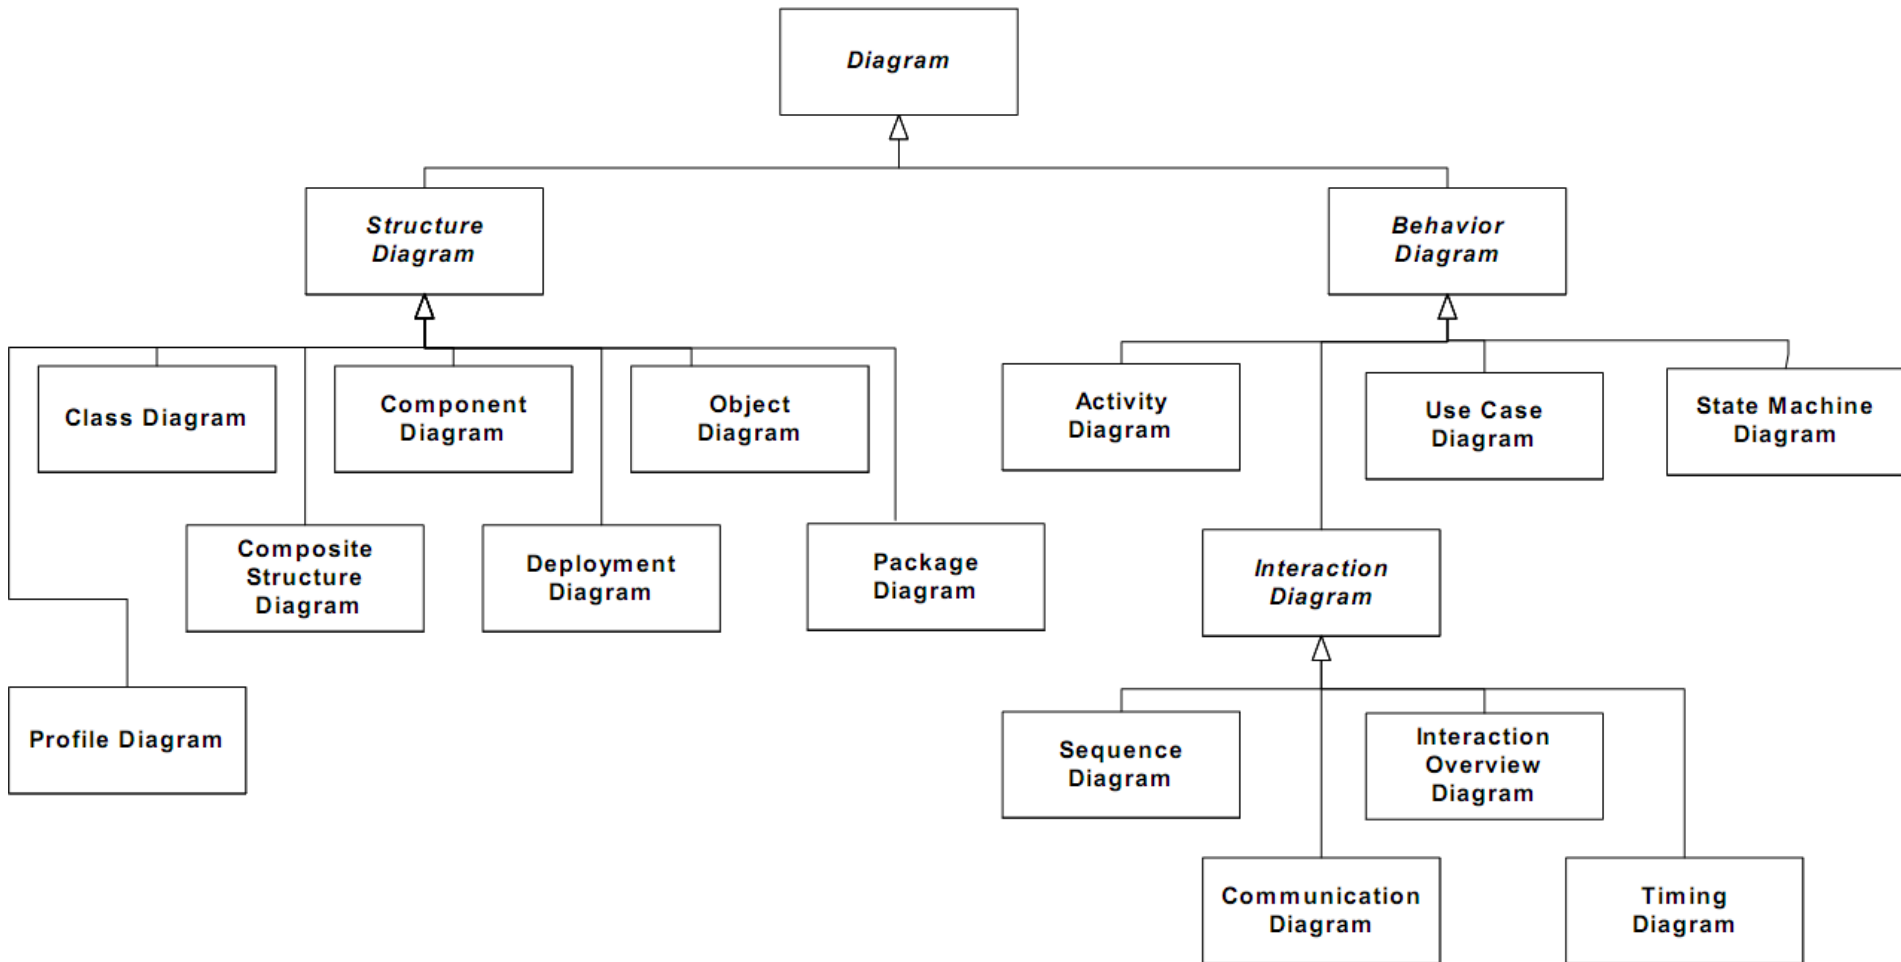 Diagram
Structure
Diagram
Behavior
Diagram
Class Diagram
Component
Diagram
Object
Diagram
Activity
Diagram
Use Case
Diagram
State Machine
Diagram
Composite
Structure
Diagram
Deployment
Diagram
Package
Diagram
Interaction
Diagram
Profile Diagram
Sequence
Diagram
Interaction
Overview
Diagram
Communication
Diagram
Timing
Diagram